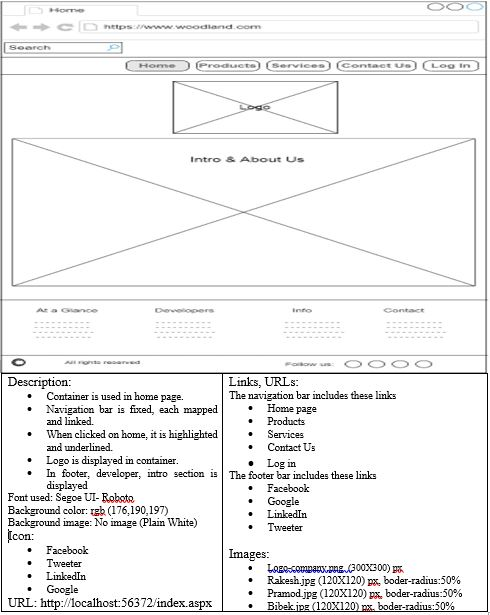 Home
https://www.woodland.com
Search
Home Products Services Contact Us Log In
Logo
Intro & About Us
At a Glance Developers Info Contact
All rights reserved Follow us:
Description:
Container is used in home page.
Navigation bar is fixed, each mapped
and linked.
When clicked on home, it is highlighted
and underlined.
Logo is displayed in container.
In footer, developer, intro section is
displayed
Font used: Segoe UI- Roboto
Background color: rgb (176,190,197)
Background image: No image (Plain White)
Icon:
Facebook
Tweeter
LinkedIn
Google
URL: http://localhost:56372/index.aspx
Links, URLs:
The navigation bar includes these links
Home page
Products
Services
Contact Us
Log in
The footer bar includes these links
Facebook
Google
LinkedIn
Tweeter
Images:
Logo-company.png. (300X300) px
Rakesh.jpg (120X120) px, boder-radius:50%
Pramod.jpg (120X120) px, boder-radius:50%
Bibek.jpg (120X120) px, boder-radius:50%